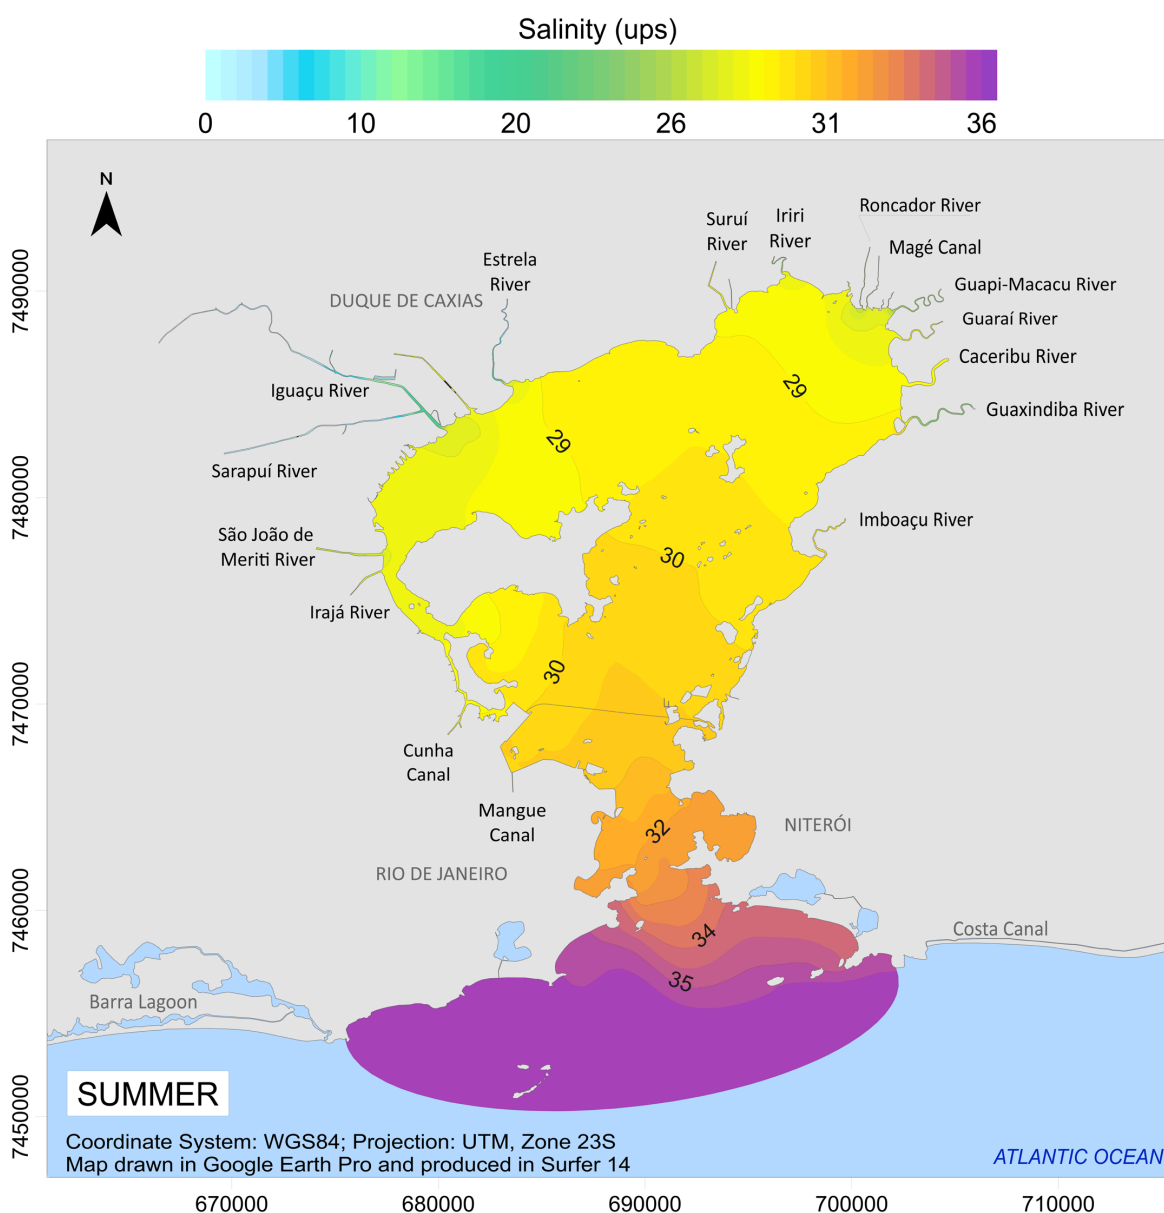 Salinity (ups)
0 10 20 26 31 36
N
Roncador River
Suruí
River
Iriri
River
Magé Canal
Estrela
River
Guapi-Macacu River
DUQUE DE CAXIAS
Guaraí River
Caceribu River
Iguaçu River
29
Guaxindiba River
29
Sarapuí River
São João de
Meriti River
Imboaçu River
30
Irajá River
30
Cunha
Canal
Mangue
Canal
32
NITERÓI
RIO DE JANEIRO
34
Costa Canal
35
Barra Lagoon
SUMMER
Coordinate System: WGS84; Projection: UTM, Zone 23S
Map drawn in Google Earth Pro and produced in Surfer 14
ATLANTIC OCEAN
7490000
7480000
7470000
7460000
7450000
670000 680000 690000 700000 710000